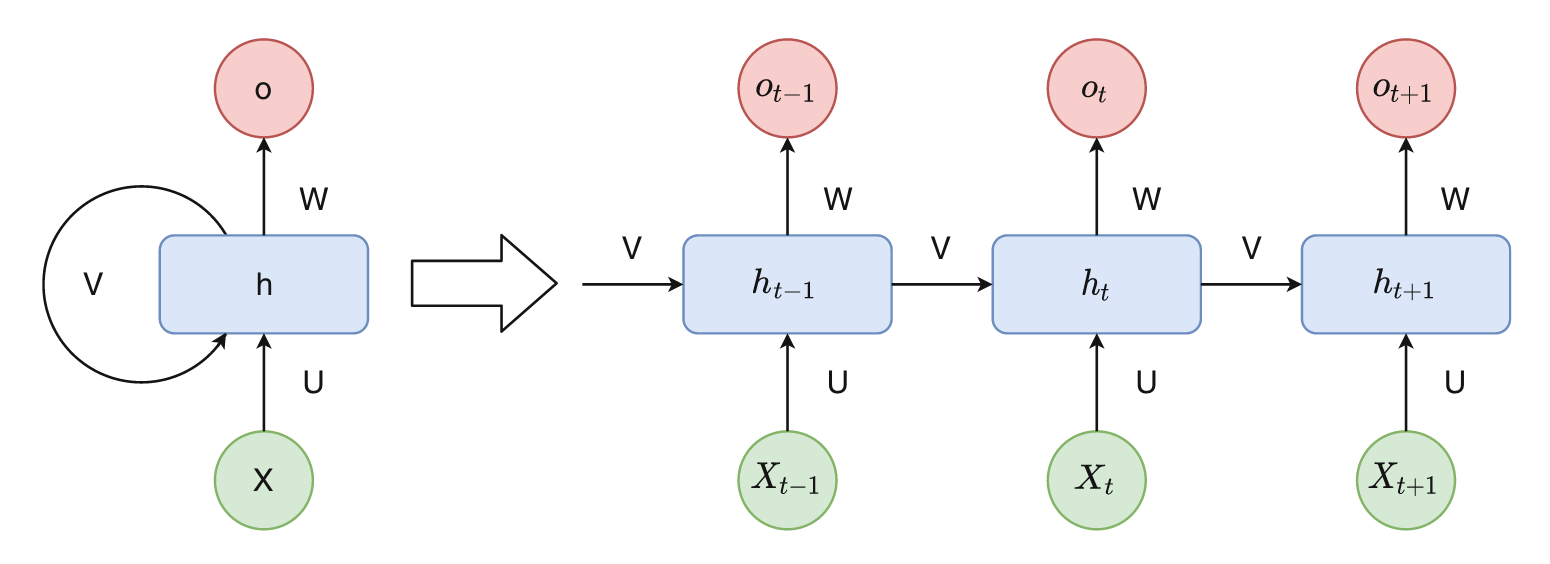 o
W
V
h
U
X
o_{t-1}
o_t
o_{t+1}
W
W
W
V
V
V
h_{t-1}
h_t
h_{t+1}
U
U
U
X_{t-1}
X_t
X_{t+1}